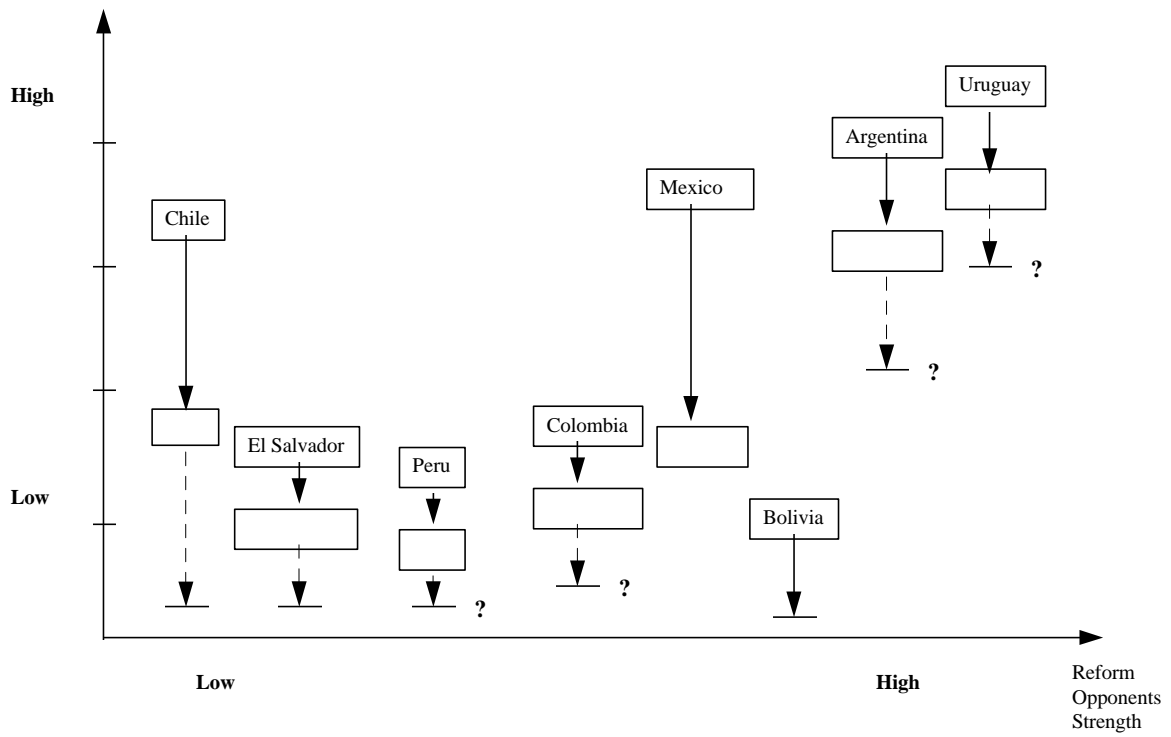 Uruguay
High
Argentina
Mexico
Chile
?
?
Colombia
El Salvador
Peru
Low
Bolivia
?
?
Low
High
Reform
Opponents
Strength